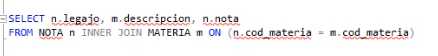 SELECT n.legajo, m.descripcion, n.nota
FROM NOTA n INNER JOIN MATERIA m ON (n.cod_materia = m.cod_materia)